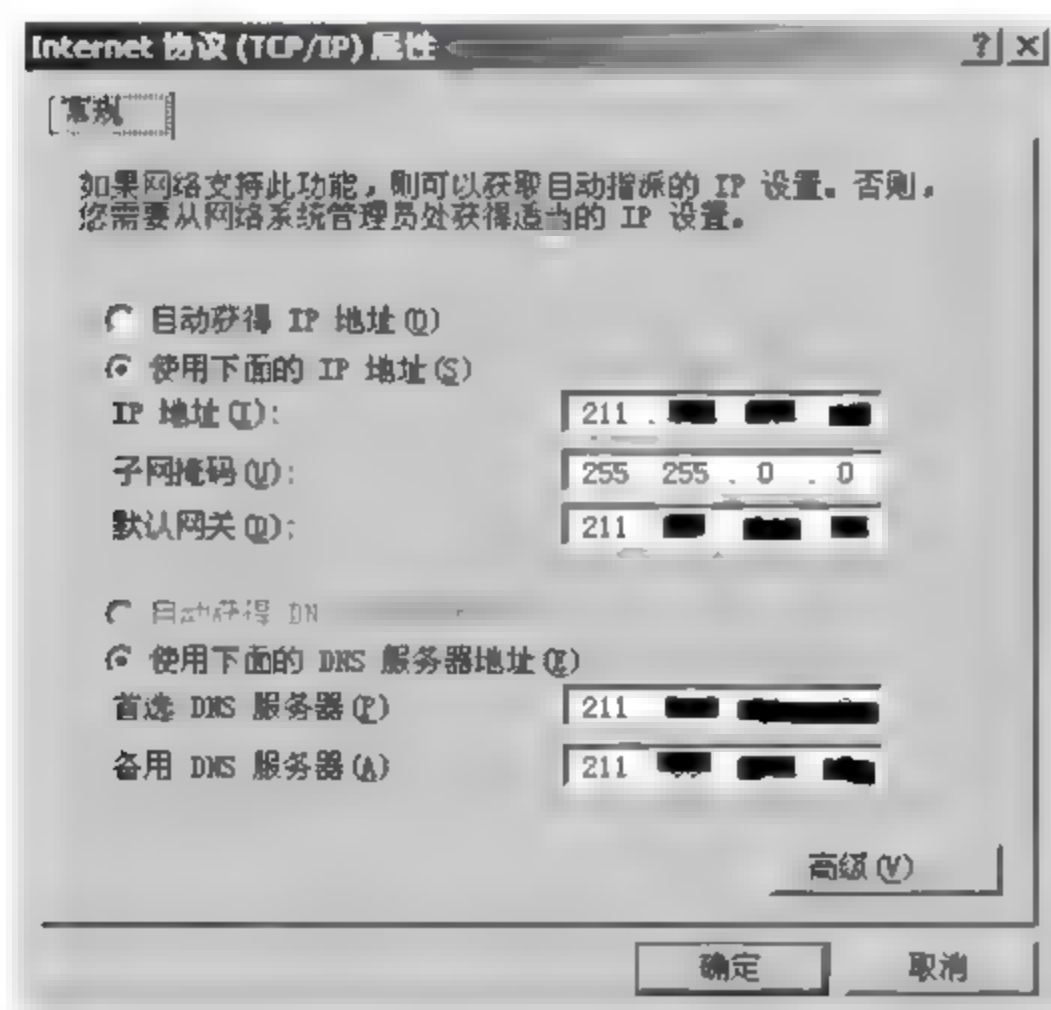 Internet 协议 (TCP/IP) 属性
常规
如果网络支持此功能，则可以获取自动指派的 IP 设置。否则，
您需要从网络系统管理员处获得适当的 IP 设置。
自动获得 IP 地址(O)
使用下面的 IP 地址(S)
IP 地址(I): 211 .
子网掩码(U): 255 255 . 0 . 0
默认网关(D): 211
自动获得 DN
使用下面的 DNS 服务器地址(E)
首选 DNS 服务器(P) 211
备用 DNS 服务器(A) 211
高级(V)
确定 取消